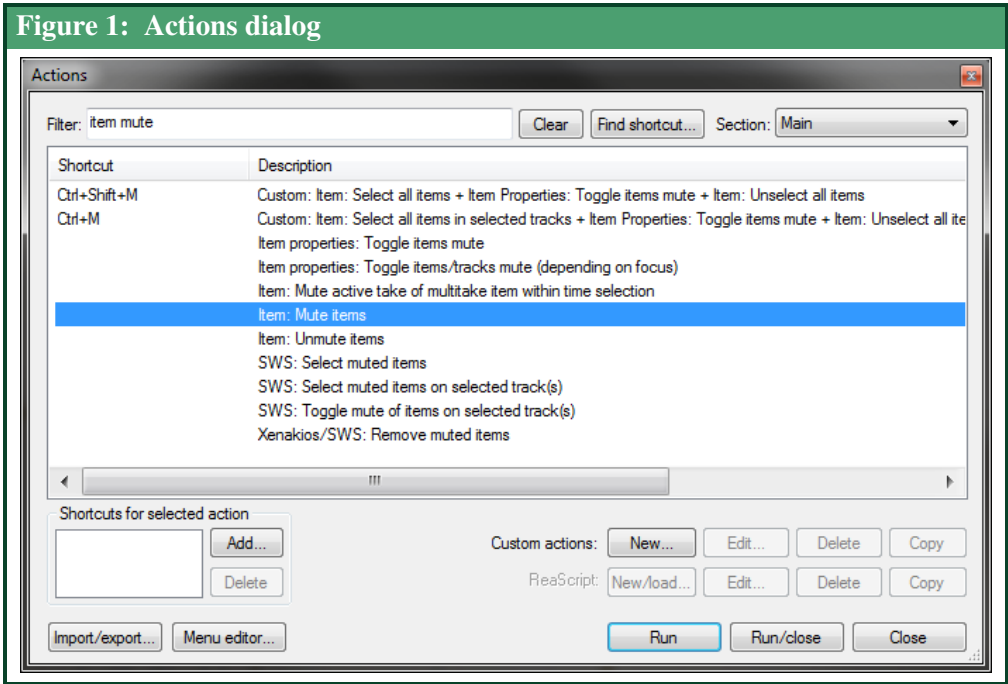 Figure 1:  Actions dialog
Actions
Filter: item mute Clear Find shortcut... Section: Main
Shortcut Description
Ctrl+Shift+M Custom: Item: Select all items + Item Properties: Toggle items mute + Item: Unselect all items
Ctrl+M Custom: Item: Select all items in selected tracks + Item Properties: Toggle items mute + Item: Unselect all ite
Item properties: Toggle items mute
Item properties: Toggle items/tracks mute (depending on focus)
Item: Mute active take of multitake item within time selection
Item: Mute items
Item: Unmute items
SWS: Select muted items
SWS: Select muted items on selected track(s)
SWS: Toggle mute of items on selected track(s)
Xenakios/SWS: Remove muted items
Shortcuts for selected action
Add... Custom actions: New... Edit... Delete Copy
Delete ReaScript: New/load... Edit... Delete Copy
Import/export... Menu editor... Run Run/close Close